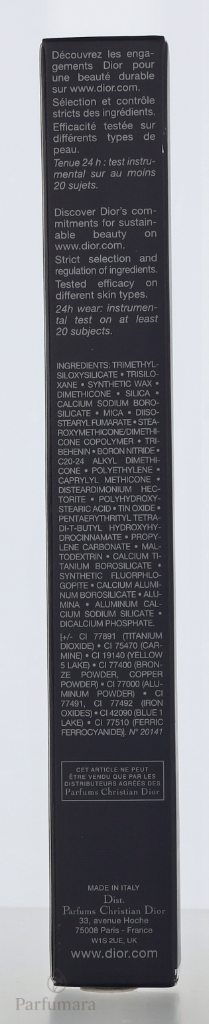 Découvrez les enga-
gements Dior pour
une beauté durable
sur www.dior.com.
Sélection et contrôle
stricts des ingrédients.
Efficacité testée sur
différents types de
peau.
Tenue 24 h : test instru-
mental sur au moins
20 sujets.
Discover Dior's com-
mitments for sustain-
able beauty on
www.dior.com.
Strict selection and
regulation of ingredients.
Tested efficacy on
different skin types.
24h wear: instrumen-
tal test on at least
20 subjects.
INGREDIENTS: TRIMETHYL-
SILOXYSILICATE • TRISILO-
XANE • SYNTHETIC WAX •
DIMETHICONE • SILICA •
CALCIUM SODIUM BORO-
SILICATE • MICA • DIISO-
STEARYL FUMARATE • STEA-
ROXYMETHICONE/DIMETHI-
CONE COPOLYMER • TRI-
BEHENIN • BORON NITRIDE •
C20-24 ALKYL DIMETHI-
CONE • POLYETHYLENE •
CAPRYLYL METHICONE •
DISTEARDIMONIUM HEC-
TORITE • POLYHYDROXY-
STEARIC ACID • TIN OXIDE •
PENTAERYTHRITYL TETRA-
DI-T-BUTYL HYDROXYHY-
DROCINNAMATE • PROPY-
LENE CARBONATE • MAL-
TODEXTRIN • CALCIUM TI-
TANIUM BOROSILICATE •
SYNTHETIC FLUORPHLO-
GOPITE • CALCIUM ALUMI-
NUM BOROSILICATE • ALU-
MINA • ALUMINUM CAL-
CIUM SODIUM SILICATE •
DICALCIUM PHOSPHATE.
[+/- CI 77891 (TITANIUM
DIOXIDE) • CI 75470 (CAR-
MINE) • CI 19140 (YELLOW
5 LAKE) • CI 77400 (BRON-
ZE POWDER, COPPER
POWDER) • CI 77000 (ALU-
MINUM POWDER) • CI
77491, CI 77492 (IRON
OXIDES) • CI 42090 (BLUE 1
LAKE) • CI 77510 (FERRIC
FERROCYANIDE)]. N° 20141
CET ARTICLE NE PEUT
ÊTRE VENDU QUE PAR LES
DISTRIBUTEURS AGRÉÉS DES
Parfums Christian Dior
MADE IN ITALY
Dist.
Parfums Christian Dior
33, avenue Hoche
75008 Paris - France
W1S 2UE, UK
www.dior.com
Parfumara